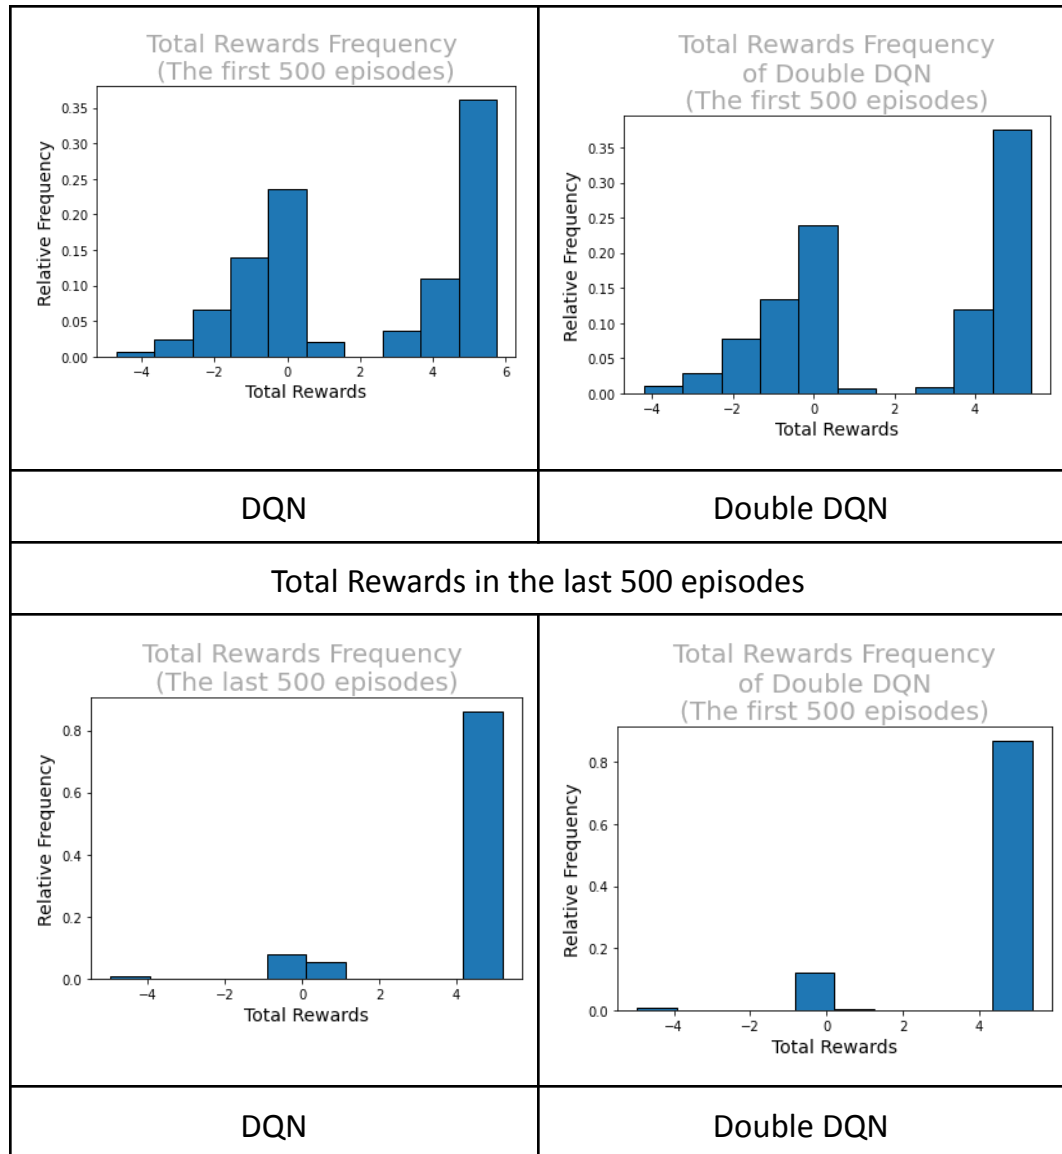 Total Rewards Frequency
(The first 500 episodes)
0.35
0.30
0.25
0.20
0.15
0.10
0.05
0.00
Relative Frequency
−4 −2 0 2 4 6
Total Rewards
Total Rewards Frequency
of Double DQN
(The first 500 episodes)
0.35
0.30
0.25
0.20
0.15
0.10
0.05
0.00
Relative Frequency
−4 −2 0 2 4
Total Rewards
DQN
Double DQN
Total Rewards in the last 500 episodes
Total Rewards Frequency
(The last 500 episodes)
0.8
0.6
0.4
0.2
0.0
Relative Frequency
−4 −2 0 2 4
Total Rewards
Total Rewards Frequency
of Double DQN
(The first 500 episodes)
0.8
0.6
0.4
0.2
0.0
Relative Frequency
−4 −2 0 2 4
Total Rewards
DQN
Double DQN